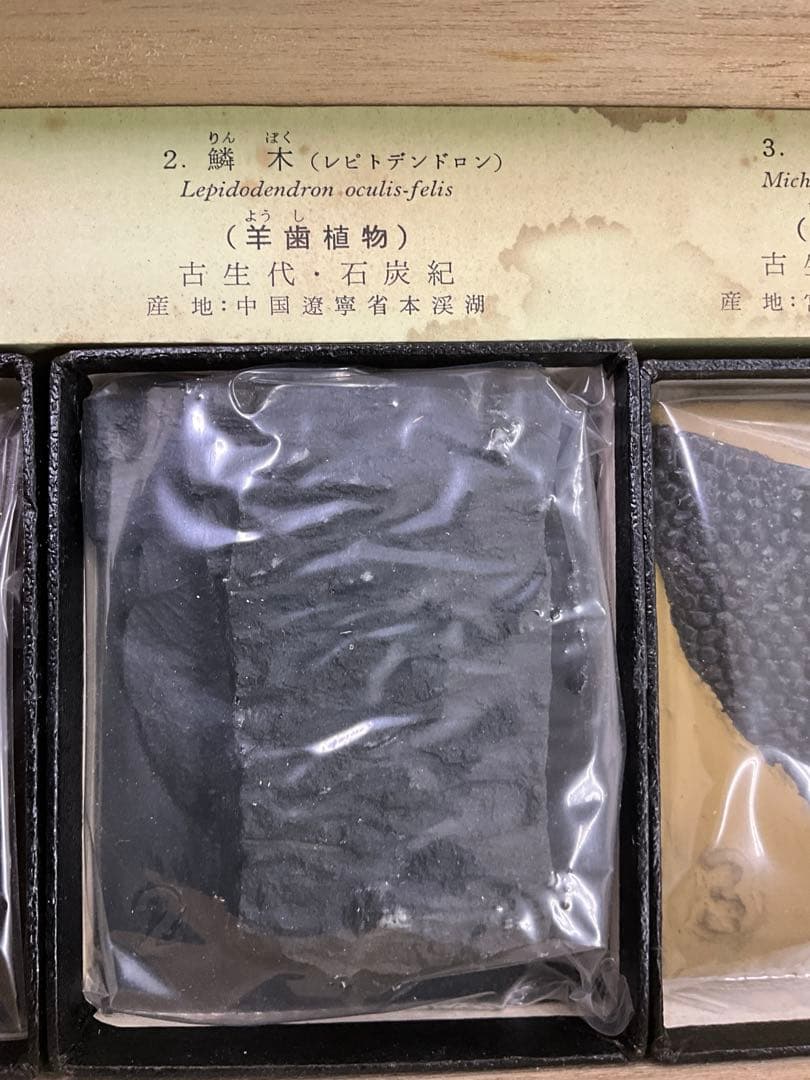 りん ぼく
2. 鱗 木 (レピトデンドロン)
Lepidodendron oculis-felis
よう し
(羊歯植物)
古生代・石炭紀
産 地:中国遼寧省本渓湖
3.
Mich
(
古
産 地:
2
3